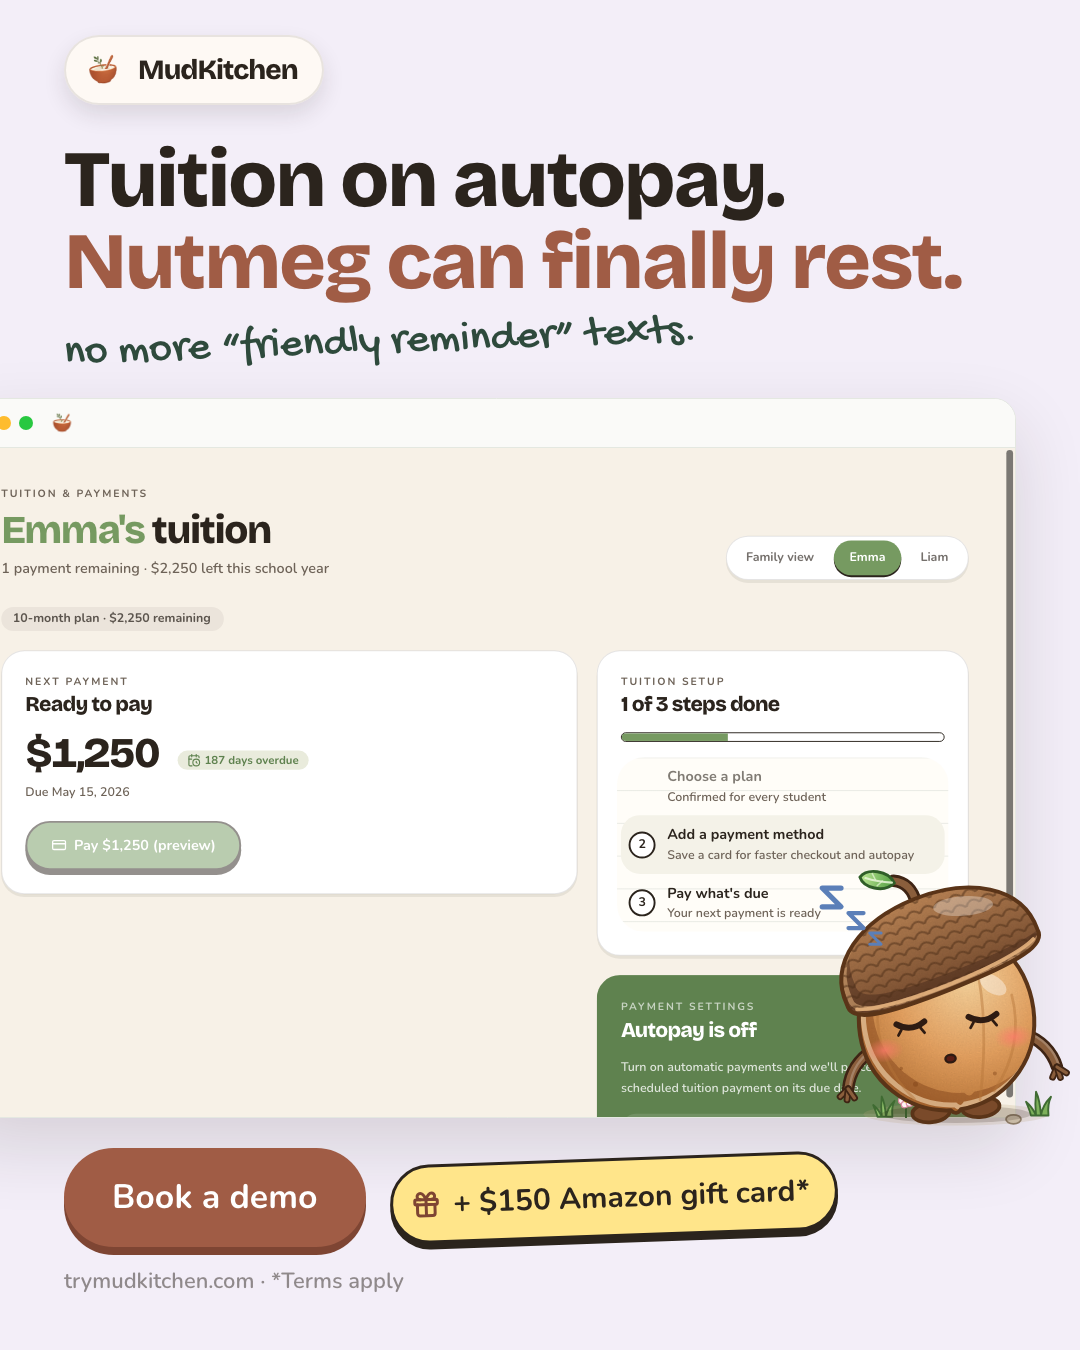 MudKitchen
Tuition on autopay.
Nutmeg can finally rest.
no more “friendly reminder” texts.
TUITION & PAYMENTS
Emma's tuition
1 payment remaining · $2,250 left this school year
Family view
Emma
Liam
10-month plan · $2,250 remaining
NEXT PAYMENT
Ready to pay
$1,250
187 days overdue
Due May 15, 2026
Pay $1,250 (preview)
TUITION SETUP
1 of 3 steps done
Choose a plan
Confirmed for every student
2
Add a payment method
Save a card for faster checkout and autopay
3
Pay what's due
Your next payment is ready
Z
Z
Z
PAYMENT SETTINGS
Autopay is off
Turn on automatic payments and we'll
scheduled tuition payment on its due
Book a demo
+ $150 Amazon gift card*
trymudkitchen.com · *Terms apply